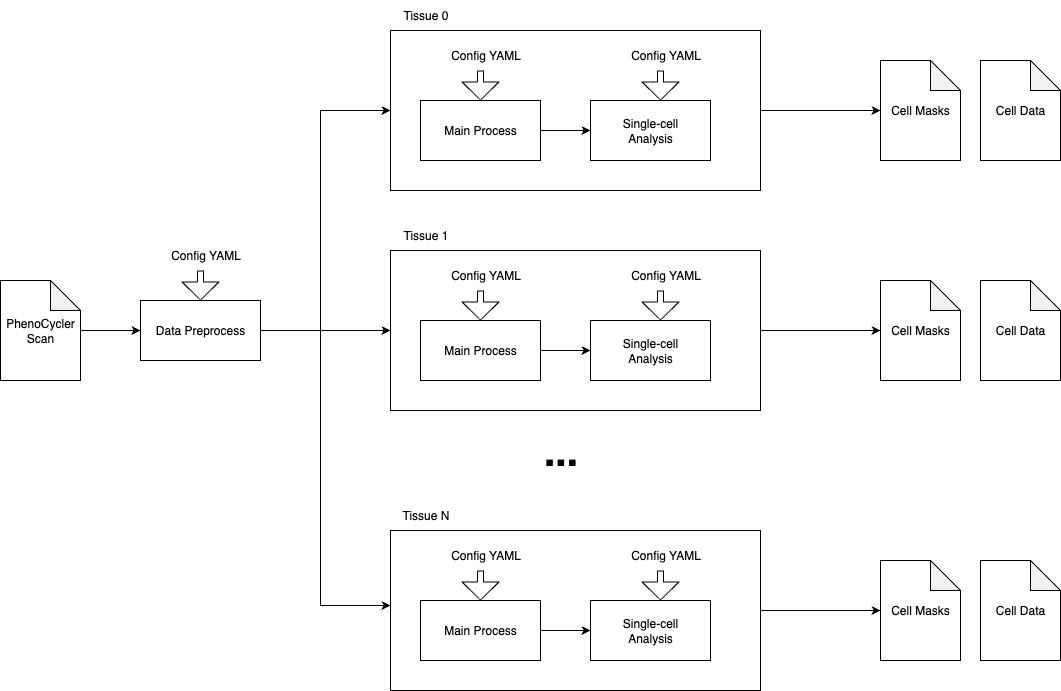 Tissue 0
Config YAML
Config YAML
Main Process
Single-cell
Analysis
Cell Masks
Cell Data
Tissue 1
Config YAML
PhenoCycler
Scan
Data Preprocess
Config YAML
Config YAML
Main Process
Single-cell
Analysis
Cell Masks
Cell Data
...
Tissue N
Config YAML
Config YAML
Main Process
Single-cell
Analysis
Cell Masks
Cell Data